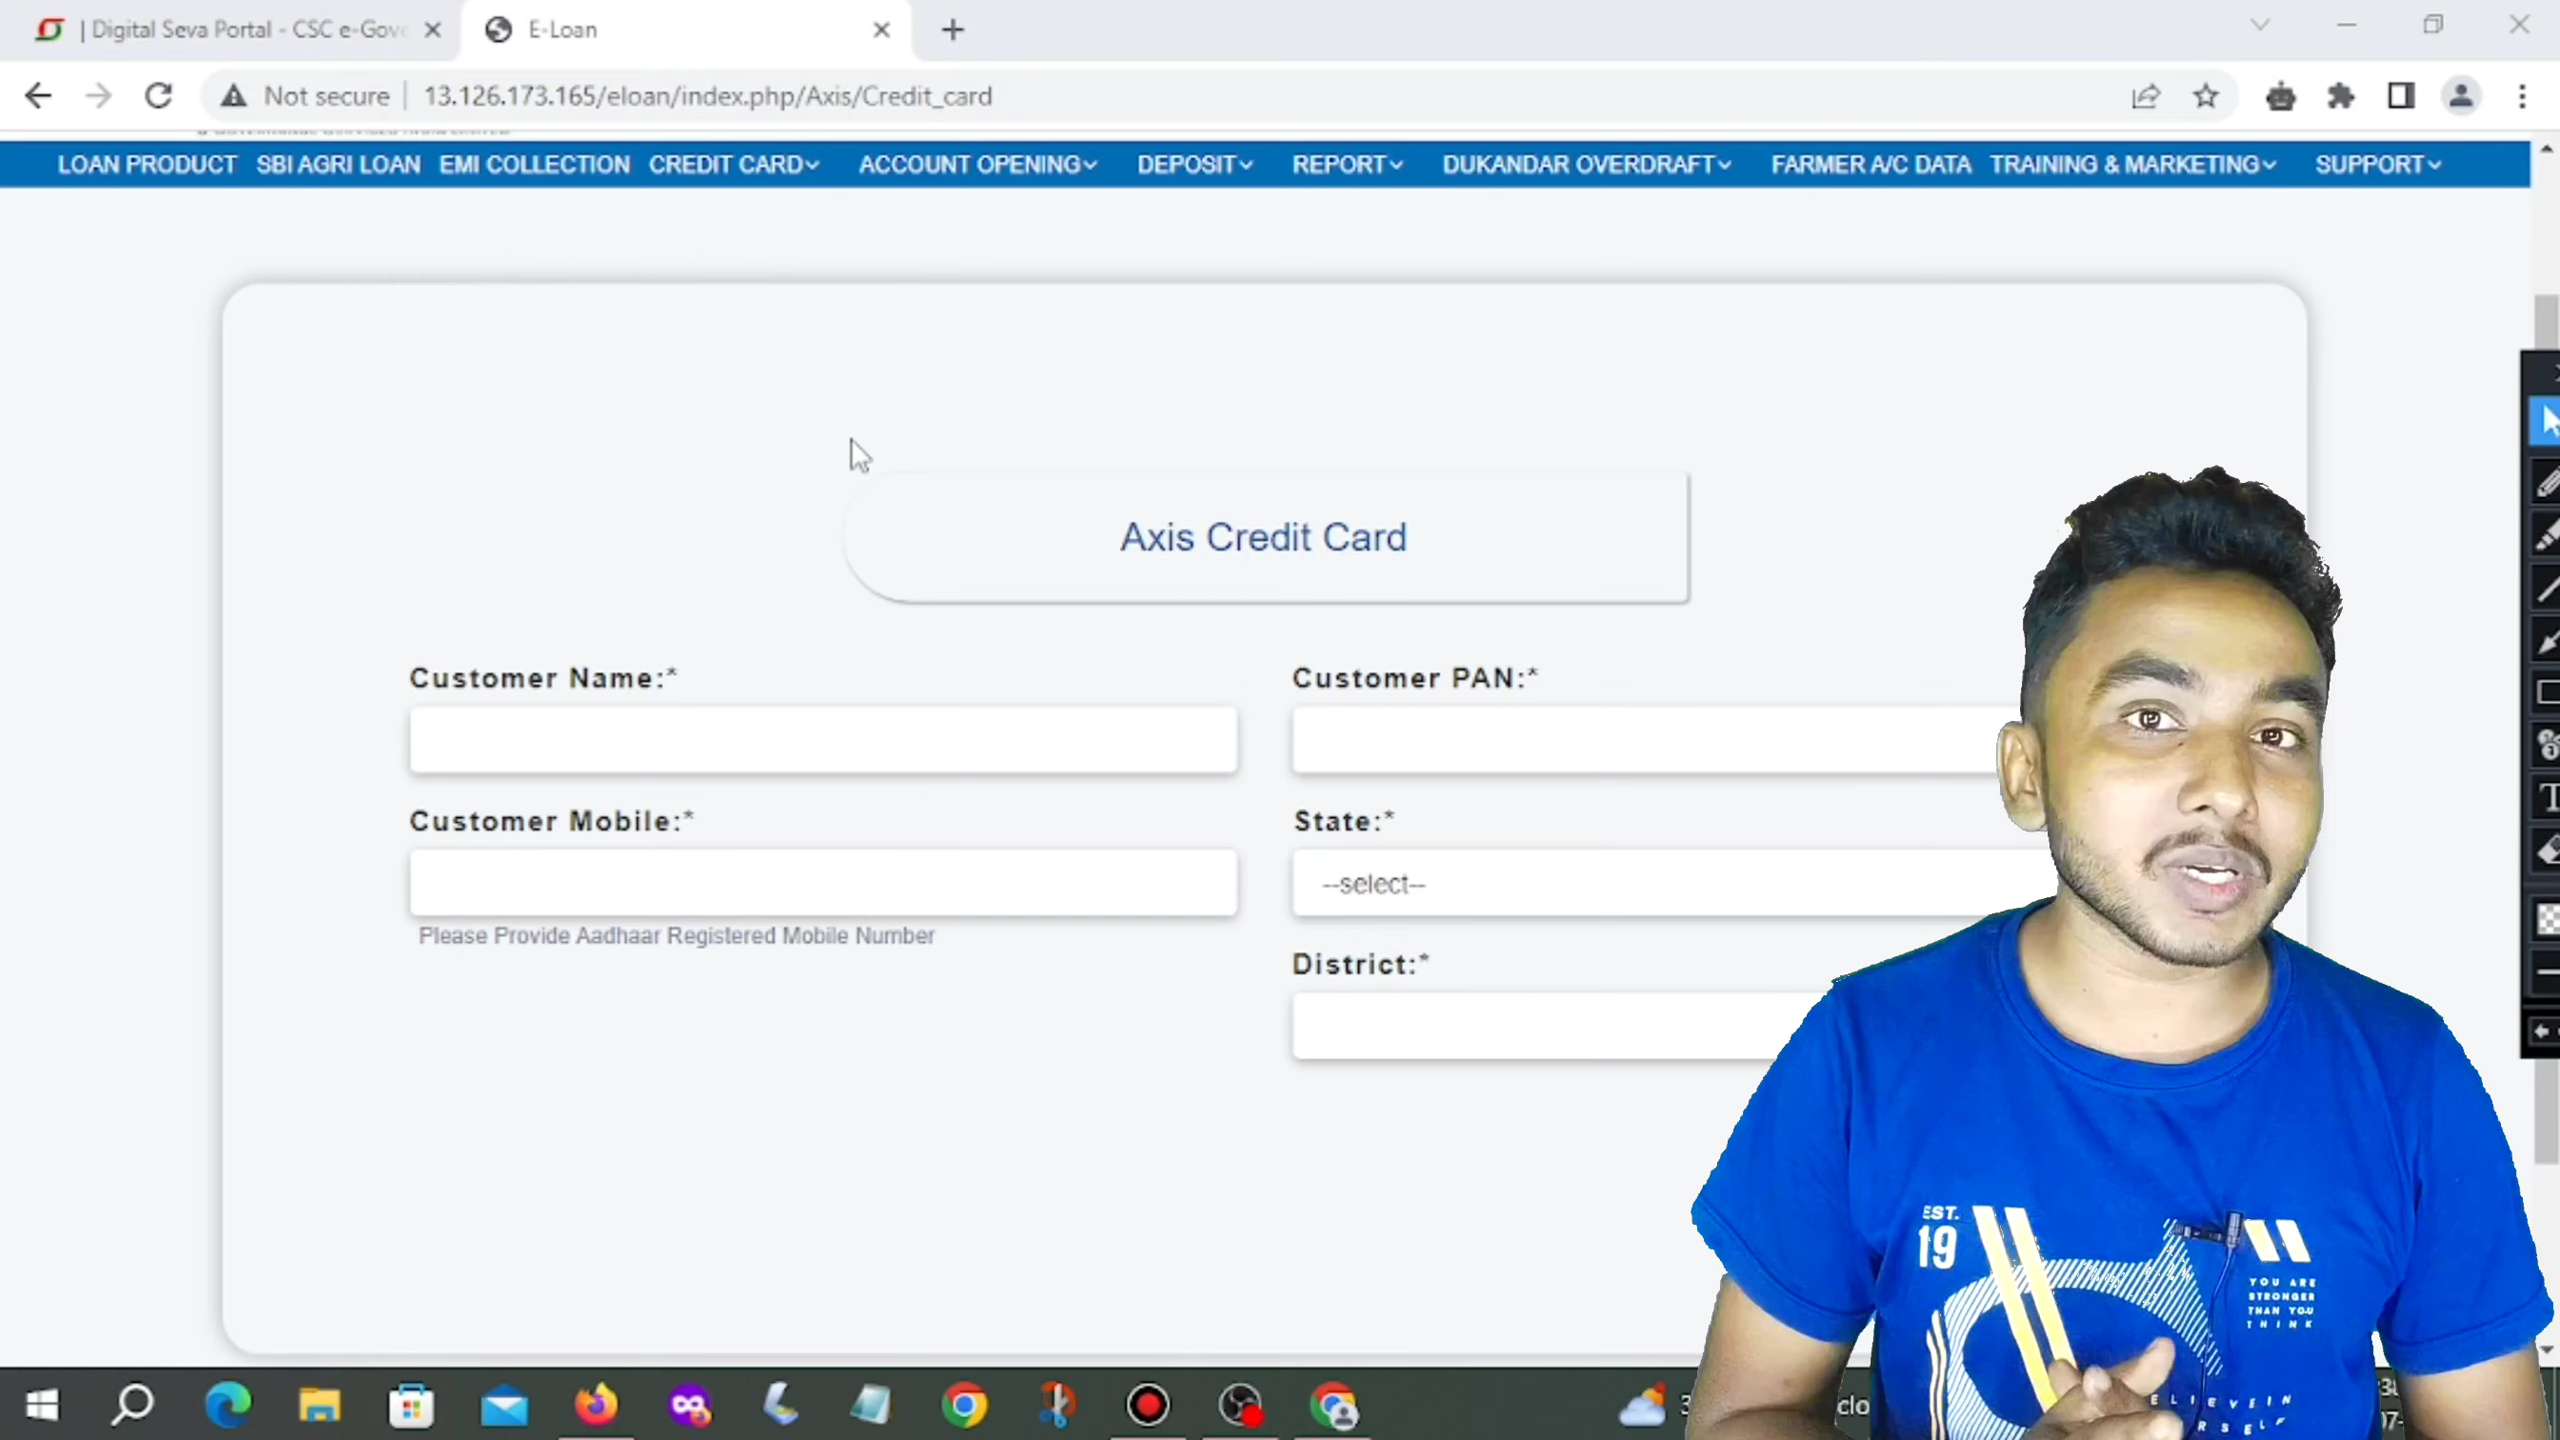 | Digital Seva Portal - CSC e-Gove
E-Loan
Not secure
13.126.173.165/eloan/index.php/Axis/Credit_card
LOAN PRODUCT SBI AGRI LOAN EMI COLLECTION CREDIT CARD ACCOUNT OPENING DEPOSIT REPORT DUKANDAR OVERDRAFT FARMER A/C DATA TRAINING & MARKETING SUPPORT
Axis Credit Card
Customer Name:*
Customer PAN:*
Customer Mobile:*
State:*
--select--
Please Provide Aadhaar Registered Mobile Number
District:*
EST.
19
YOU ARE
STRONGER
THAN YOU
THINK